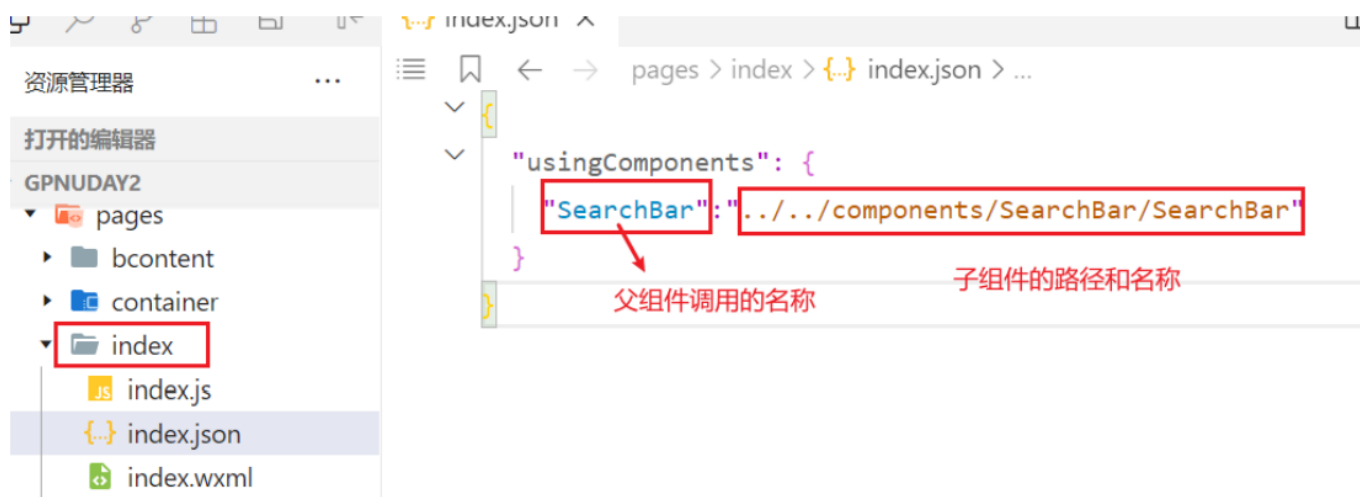 index.json ×
资源管理器 ···
pages > index > {..} index.json > ...
打开的编辑器
GPNUDAY2
pages
bcontent
container
index
JS index.js
{..} index.json
index.wxml
{
"usingComponents": {
"SearchBar":"../../components/SearchBar/SearchBar"
}
}
父组件调用的名称
子组件的路径和名称